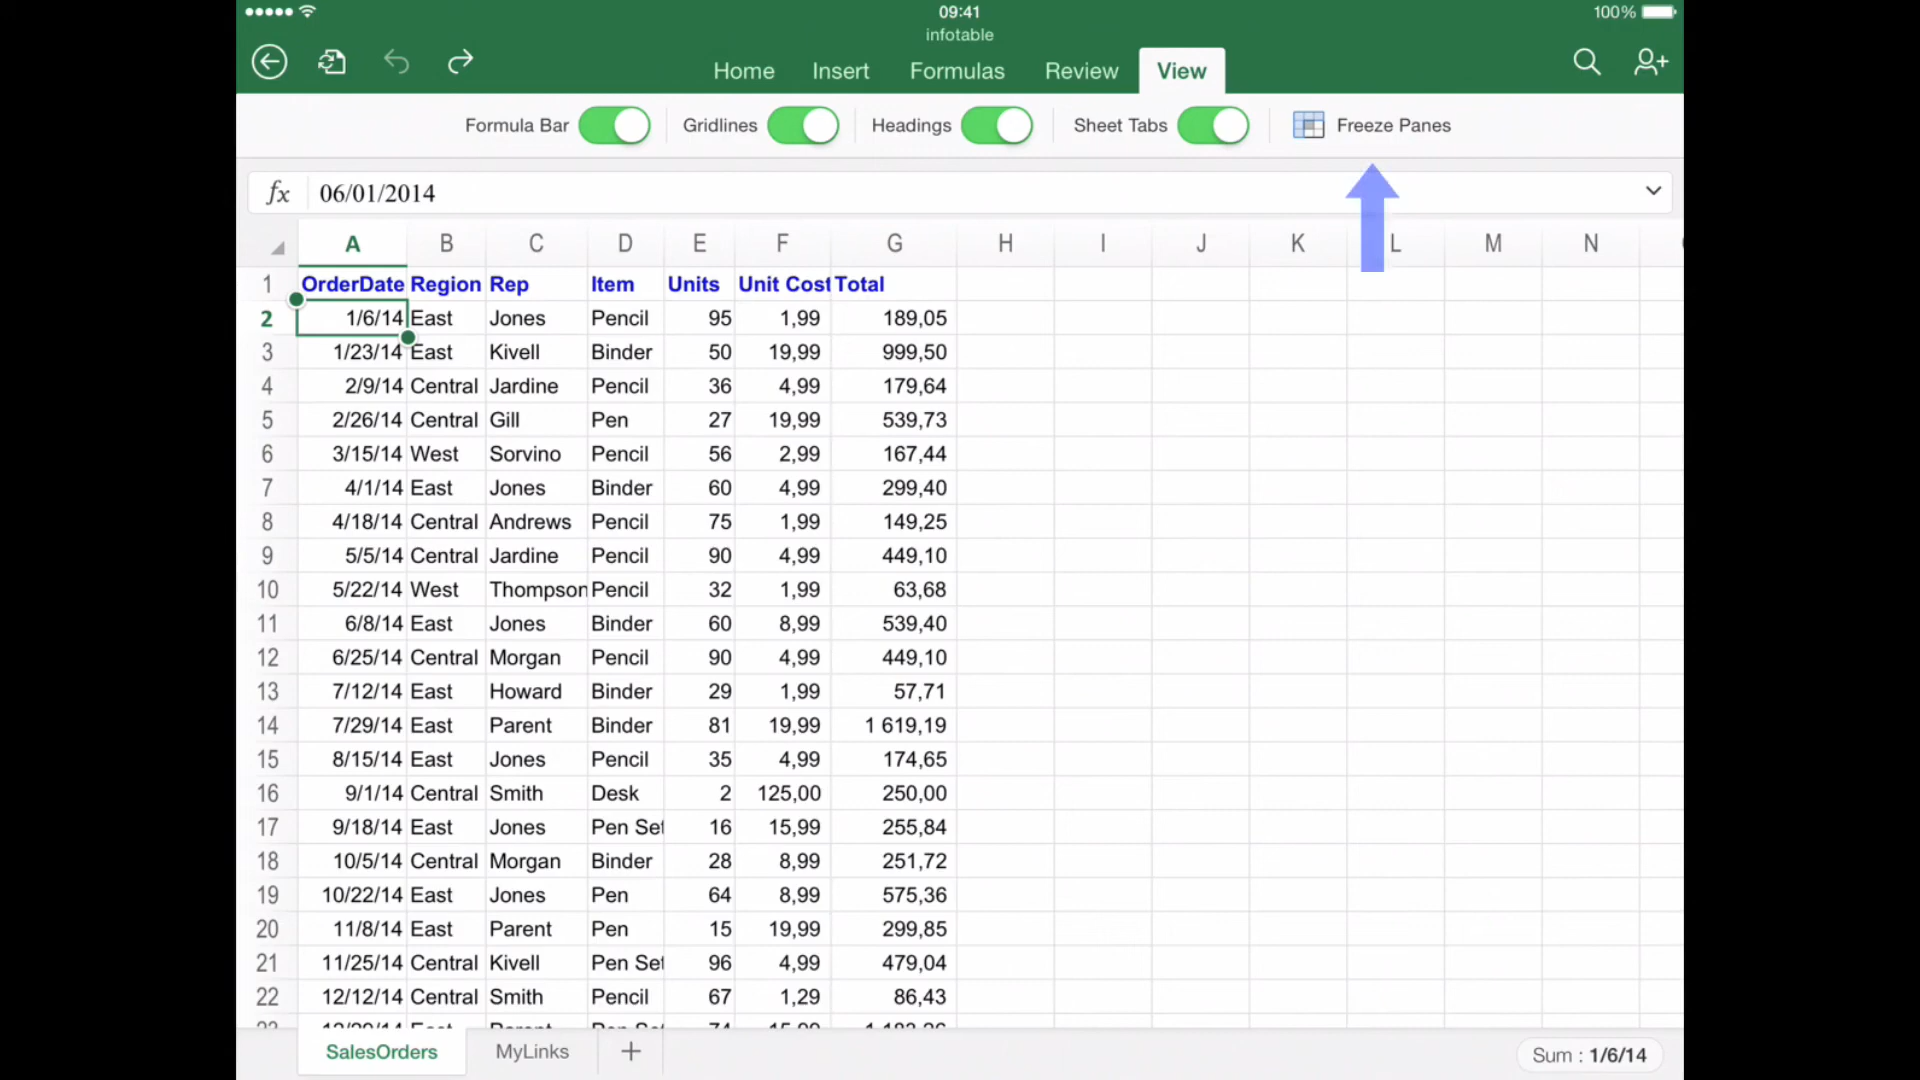 09:41
100%
infotable
Home Insert Formulas Review View
Formula Bar Gridlines Headings Sheet Tabs Freeze Panes
fx 06/01/2014
A B C D E F G H I J K L M N
1 OrderDate Region Rep Item Units Unit Cost Total
2 1/6/14 East Jones Pencil 95 1,99 189,05
3 1/23/14 East Kivell Binder 50 19,99 999,50
4 2/9/14 Central Jardine Pencil 36 4,99 179,64
5 2/26/14 Central Gill Pen 27 19,99 539,73
6 3/15/14 West Sorvino Pencil 56 2,99 167,44
7 4/1/14 East Jones Binder 60 4,99 299,40
8 4/18/14 Central Andrews Pencil 75 1,99 149,25
9 5/5/14 Central Jardine Pencil 90 4,99 449,10
10 5/22/14 West Thompson Pencil 32 1,99 63,68
11 6/8/14 East Jones Binder 60 8,99 539,40
12 6/25/14 Central Morgan Pencil 90 4,99 449,10
13 7/12/14 East Howard Binder 29 1,99 57,71
14 7/29/14 East Parent Binder 81 19,99 1 619,19
15 8/15/14 East Jones Pencil 35 4,99 174,65
16 9/1/14 Central Smith Desk 2 125,00 250,00
17 9/18/14 East Jones Pen Set 16 15,99 255,84
18 10/5/14 Central Morgan Binder 28 8,99 251,72
19 10/22/14 East Jones Pen 64 8,99 575,36
20 11/8/14 East Parent Pen 15 19,99 299,85
21 11/25/14 Central Kivell Pen Set 96 4,99 479,04
22 12/12/14 Central Smith Pencil 67 1,29 86,43
SalesOrders MyLinks
Sum : 1/6/14